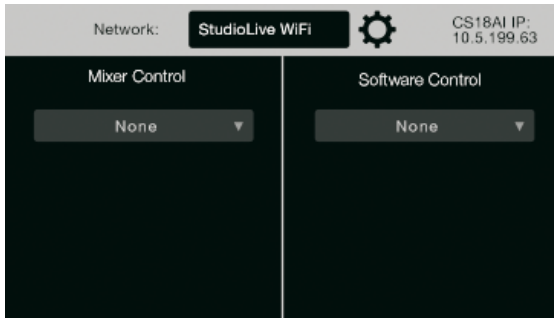 Network: StudioLive WiFi CS18AI IP:
10.5.199.63
Mixer Control Software Control
None None